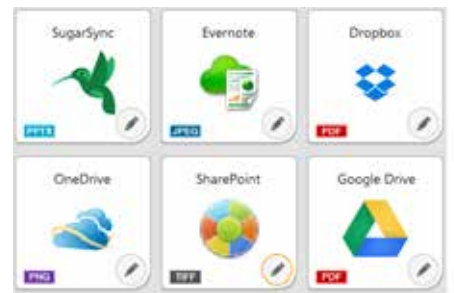 SugarSync
Evernote
Dropbox
PPTX
JPEG
PDF
OneDrive
SharePoint
Google Drive
PNG
TIFF
PDF